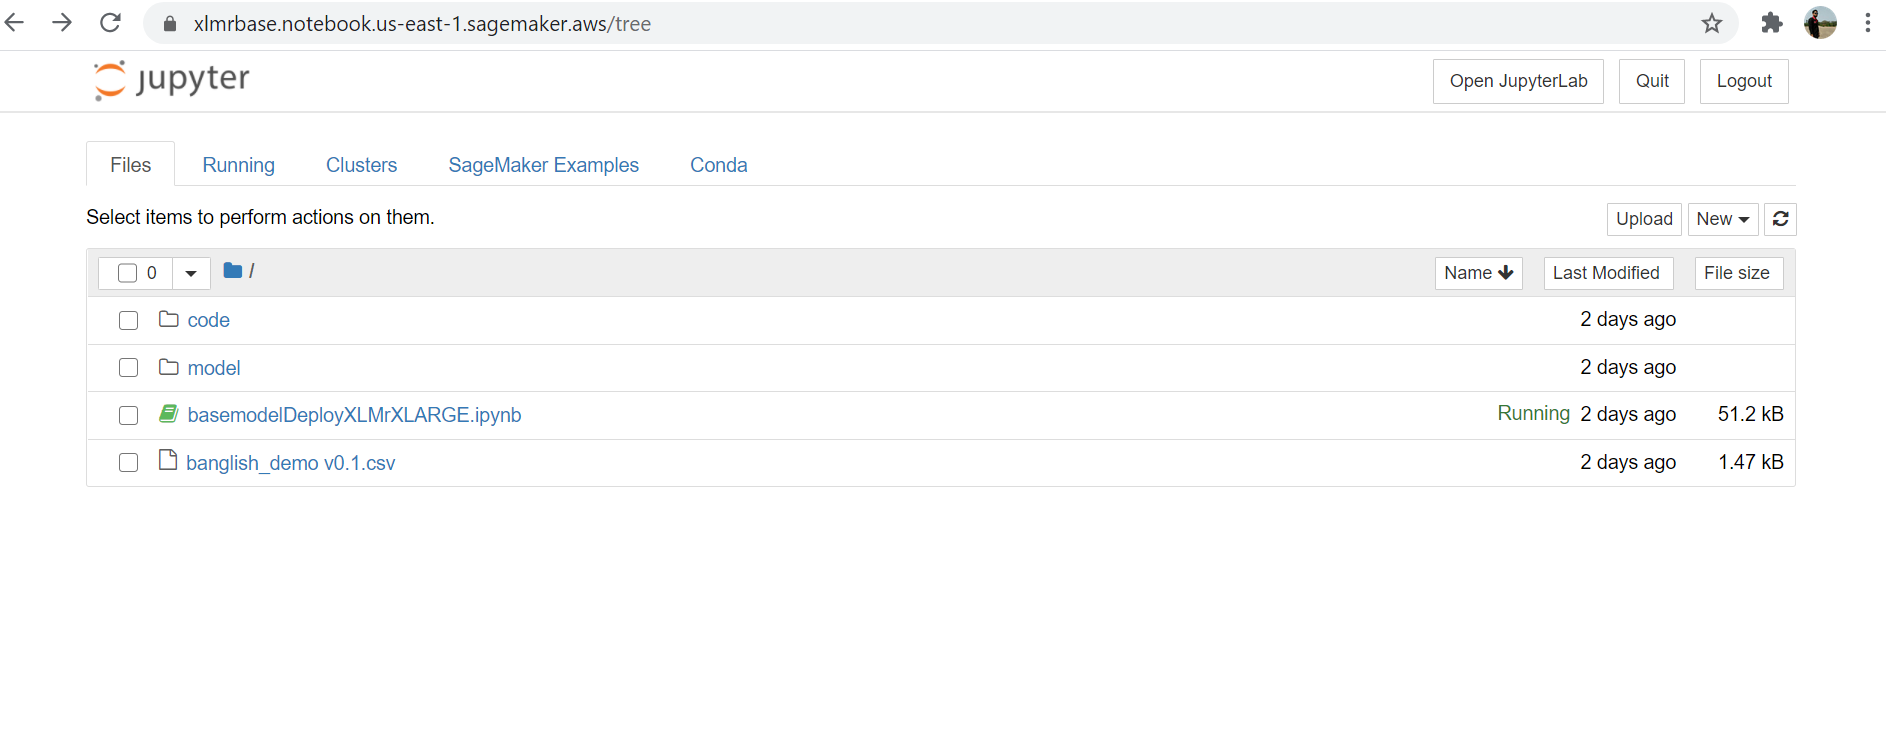 xlmrbase.notebook.us-east-1.sagemaker.aws/tree
jupyter
Open JupyterLab Quit Logout
Files Running Clusters SageMaker Examples Conda
Select items to perform actions on them.
Upload New
0 / Name Last Modified File size
code 2 days ago
model 2 days ago
basemodelDeployXLMrXLARGE.ipynb Running 2 days ago 51.2 kB
banglish_demo v0.1.csv 2 days ago 1.47 kB